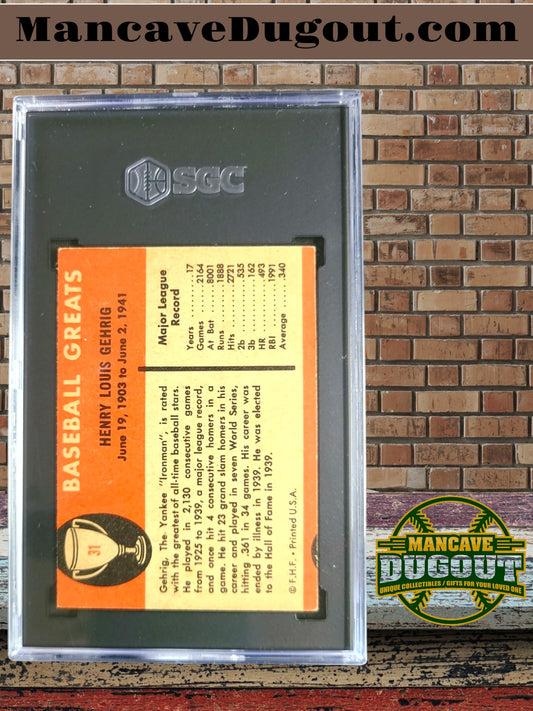 MancaveDugout.com
SGC
BASEBALL GREATS
HENRY LOUIS GEHRIG
June 19, 1903 to June 2, 1941
31
Gehrig, The Yankee "Ironman", is rated
with the greatest of all-time baseball stars.
He played in 2,130 consecutive games
from 1925 to 1939, a major league record,
and once hit 4 consecutive homers in a
game. He hit 23 grand slam homers in his
career and played in seven World Series,
hitting .361 in 34 games. His career was
ended by illness in 1939. He was elected
to the Hall of Fame in 1939.
© F.H.F. • Printed U.S.A.
Major League
Record
Years ........ 17
Games ...... 2164
At Bat ...... 8001
Runs ........ 1888
Hits ........ 2721
2b .......... 535
3b .......... 162
HR .......... 493
RBI ......... 1991
Average ..... .340
MANCAVE
DUGOUT
UNIQUE COLLECTIBLES / GIFTS FOR YOUR LOVED ONE